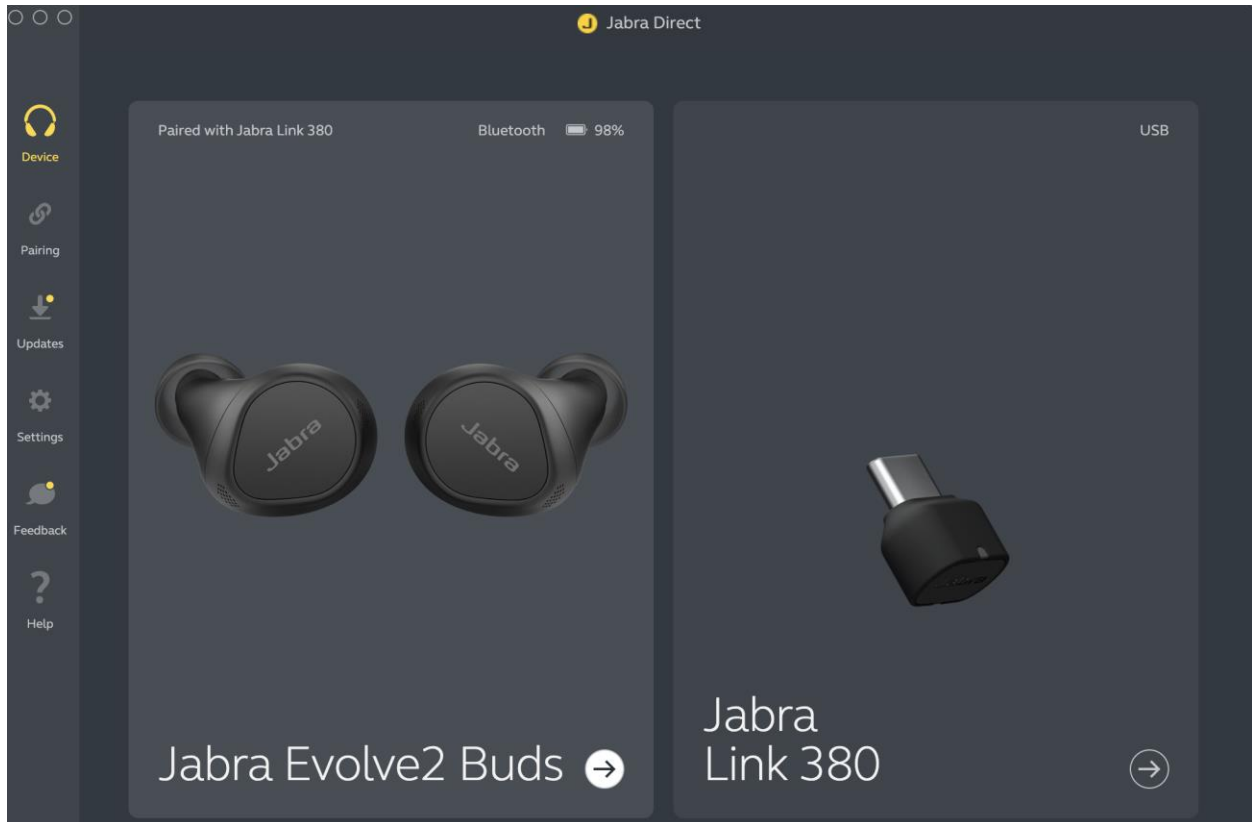 Jabra Direct
Device
Pairing
Updates
Settings
Feedback
Help
Paired with Jabra Link 380
Bluetooth 98%
Jabra
Jabra
Jabra Evolve2 Buds
USB
Jabra
Jabra
Link 380